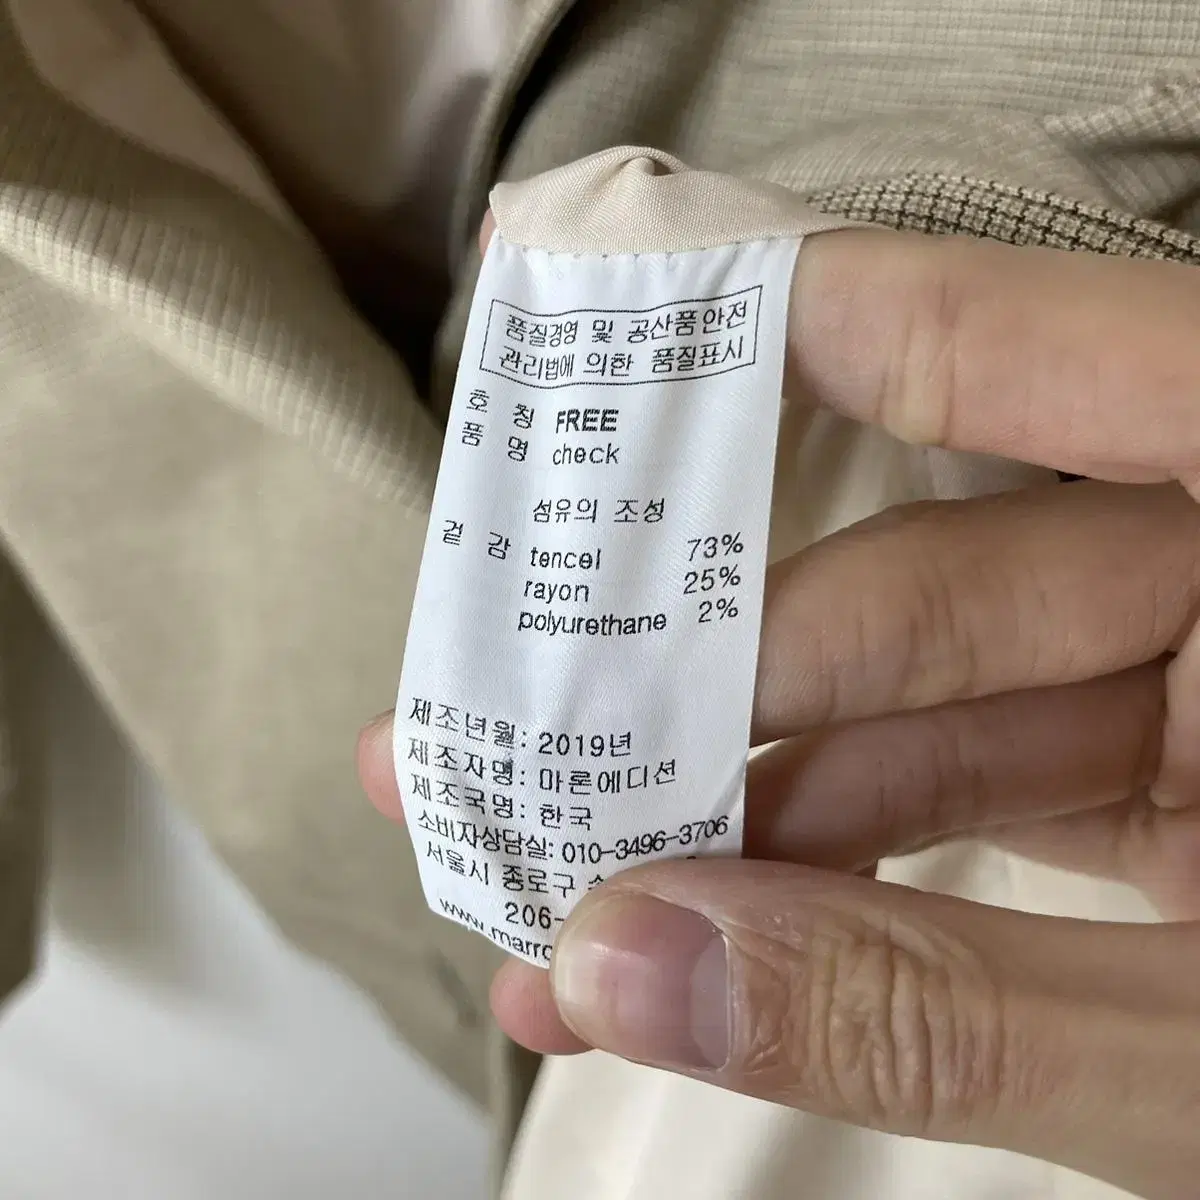 품질경영 및 공산품안전
관리법에 의한 품질표시
호 칭 FREE
품 명 check
섬유의 조성
겉 감 tencel 73%
rayon 25%
polyurethane 2%
제조년월: 2019년
제조자명: 마론에디션
제조국명: 한국
소비자상담실: 010-3496-3706
서울시 종로구
206-
www.marro